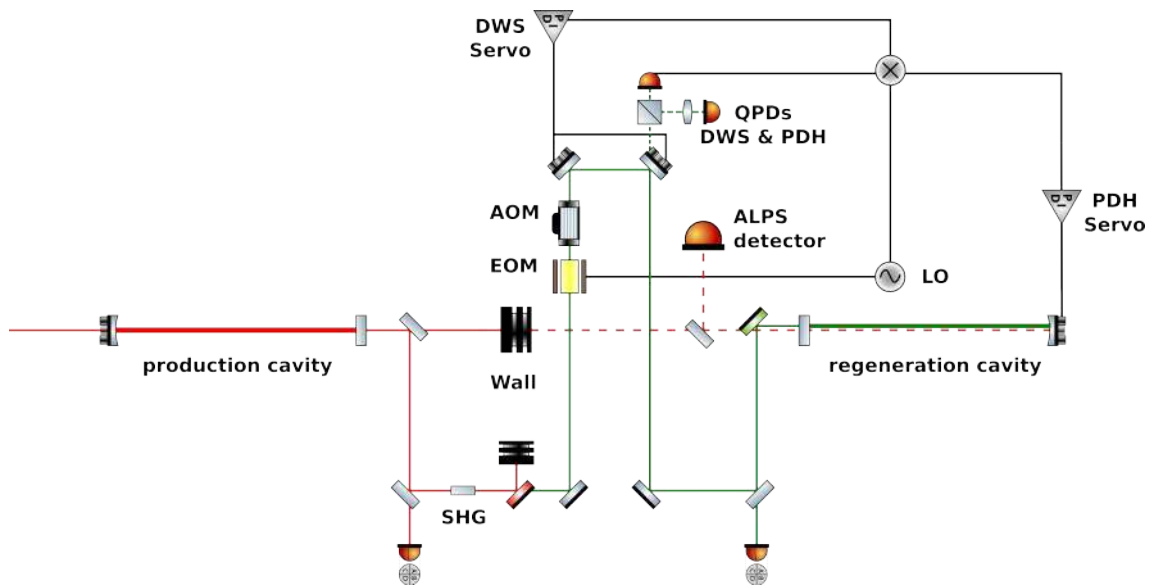 DWS
Servo
P I
D
QPDs
DWS & PDH
AOM
ALPS
detector
P I
D
PDH
Servo
EOM
LO
production cavity
Wall
regeneration cavity
SHG
A B
C D
A B
C D